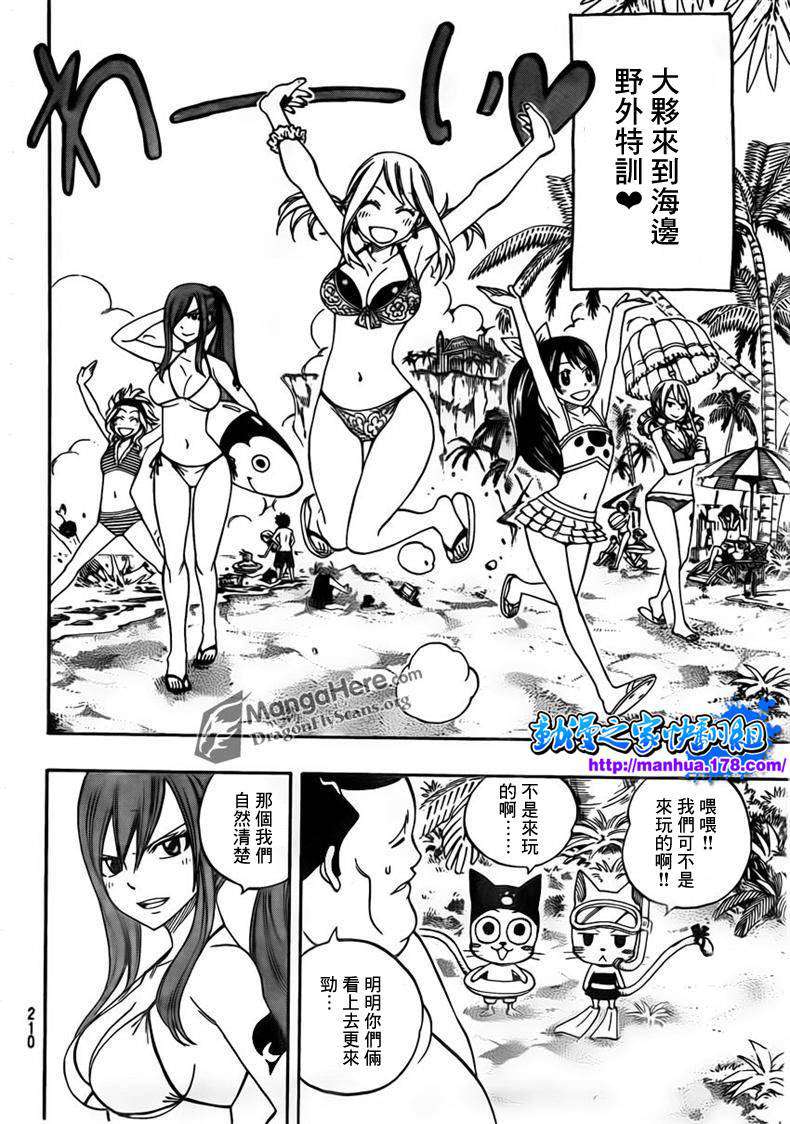 わーい♥
大夥來到海邊
野外特訓❤
MangaHere.com
DragonFlyScans.org
動漫之家快翻組
http://manhua.178.com/
喂喂!!
我們可不是
來玩的啊!!
不是來玩
的啊……
明明你們倆
看上去更來
勁…
那個我們
自然清楚
210